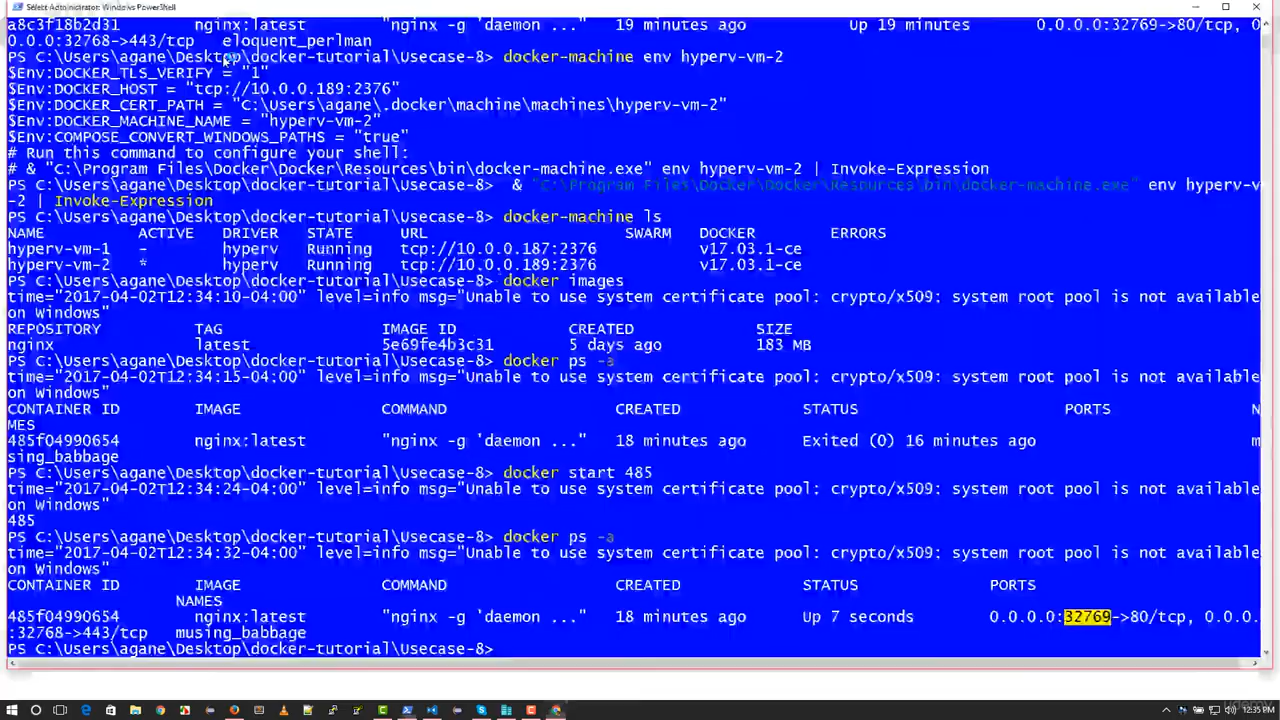 Select Administrator: Windows PowerShell
a8c3f18b2d31 nginx:latest "nginx -g 'daemon ..." 19 minutes ago Up 19 minutes 0.0.0.0:32769->80/tcp, 0
0.0.0.0:32768->443/tcp eloquent_perlman
PS C:\Users\agane\Desktop\docker-tutorial\Usecase-8> docker-machine env hyperv-vm-2
$Env:DOCKER_TLS_VERIFY = "1"
$Env:DOCKER_HOST = "tcp://10.0.0.189:2376"
$Env:DOCKER_CERT_PATH = "C:\Users\agane\.docker\machine\machines\hyperv-vm-2"
$Env:DOCKER_MACHINE_NAME = "hyperv-vm-2"
$Env:COMPOSE_CONVERT_WINDOWS_PATHS = "true"
# Run this command to configure your shell:
# & "C:\Program Files\Docker\Docker\Resources\bin\docker-machine.exe" env hyperv-vm-2 | Invoke-Expression
PS C:\Users\agane\Desktop\docker-tutorial\Usecase-8> & "C:\Program Files\Docker\Docker\Resources\bin\docker-machine.exe" env hyperv-v
-2 | Invoke-Expression
PS C:\Users\agane\Desktop\docker-tutorial\Usecase-8> docker-machine ls
NAME ACTIVE DRIVER STATE URL SWARM DOCKER ERRORS
hyperv-vm-1 - hyperv Running tcp://10.0.0.187:2376 v17.03.1-ce
hyperv-vm-2 * hyperv Running tcp://10.0.0.189:2376 v17.03.1-ce
PS C:\Users\agane\Desktop\docker-tutorial\Usecase-8> docker images
time="2017-04-02T12:34:10-04:00" level=info msg="Unable to use system certificate pool: crypto/x509: system root pool is not available
on Windows"
REPOSITORY TAG IMAGE ID CREATED SIZE
nginx latest 5e69fe4b3c31 5 days ago 183 MB
PS C:\Users\agane\Desktop\docker-tutorial\Usecase-8> docker ps -a
time="2017-04-02T12:34:15-04:00" level=info msg="Unable to use system certificate pool: crypto/x509: system root pool is not available
on Windows"
CONTAINER ID IMAGE COMMAND CREATED STATUS PORTS N
MES
485f04990654 nginx:latest "nginx -g 'daemon ..." 18 minutes ago Exited (0) 16 minutes ago m
sing_babbage
PS C:\Users\agane\Desktop\docker-tutorial\Usecase-8> docker start 485
time="2017-04-02T12:34:24-04:00" level=info msg="Unable to use system certificate pool: crypto/x509: system root pool is not available
on Windows"
485
PS C:\Users\agane\Desktop\docker-tutorial\Usecase-8> docker ps -a
time="2017-04-02T12:34:32-04:00" level=info msg="Unable to use system certificate pool: crypto/x509: system root pool is not available
on Windows"
CONTAINER ID IMAGE COMMAND CREATED STATUS PORTS
NAMES
485f04990654 nginx:latest "nginx -g 'daemon ..." 18 minutes ago Up 7 seconds 0.0.0.0:32769->80/tcp, 0.0.0.
:32768->443/tcp musing_babbage
PS C:\Users\agane\Desktop\docker-tutorial\Usecase-8>
udemy
12:35 PM